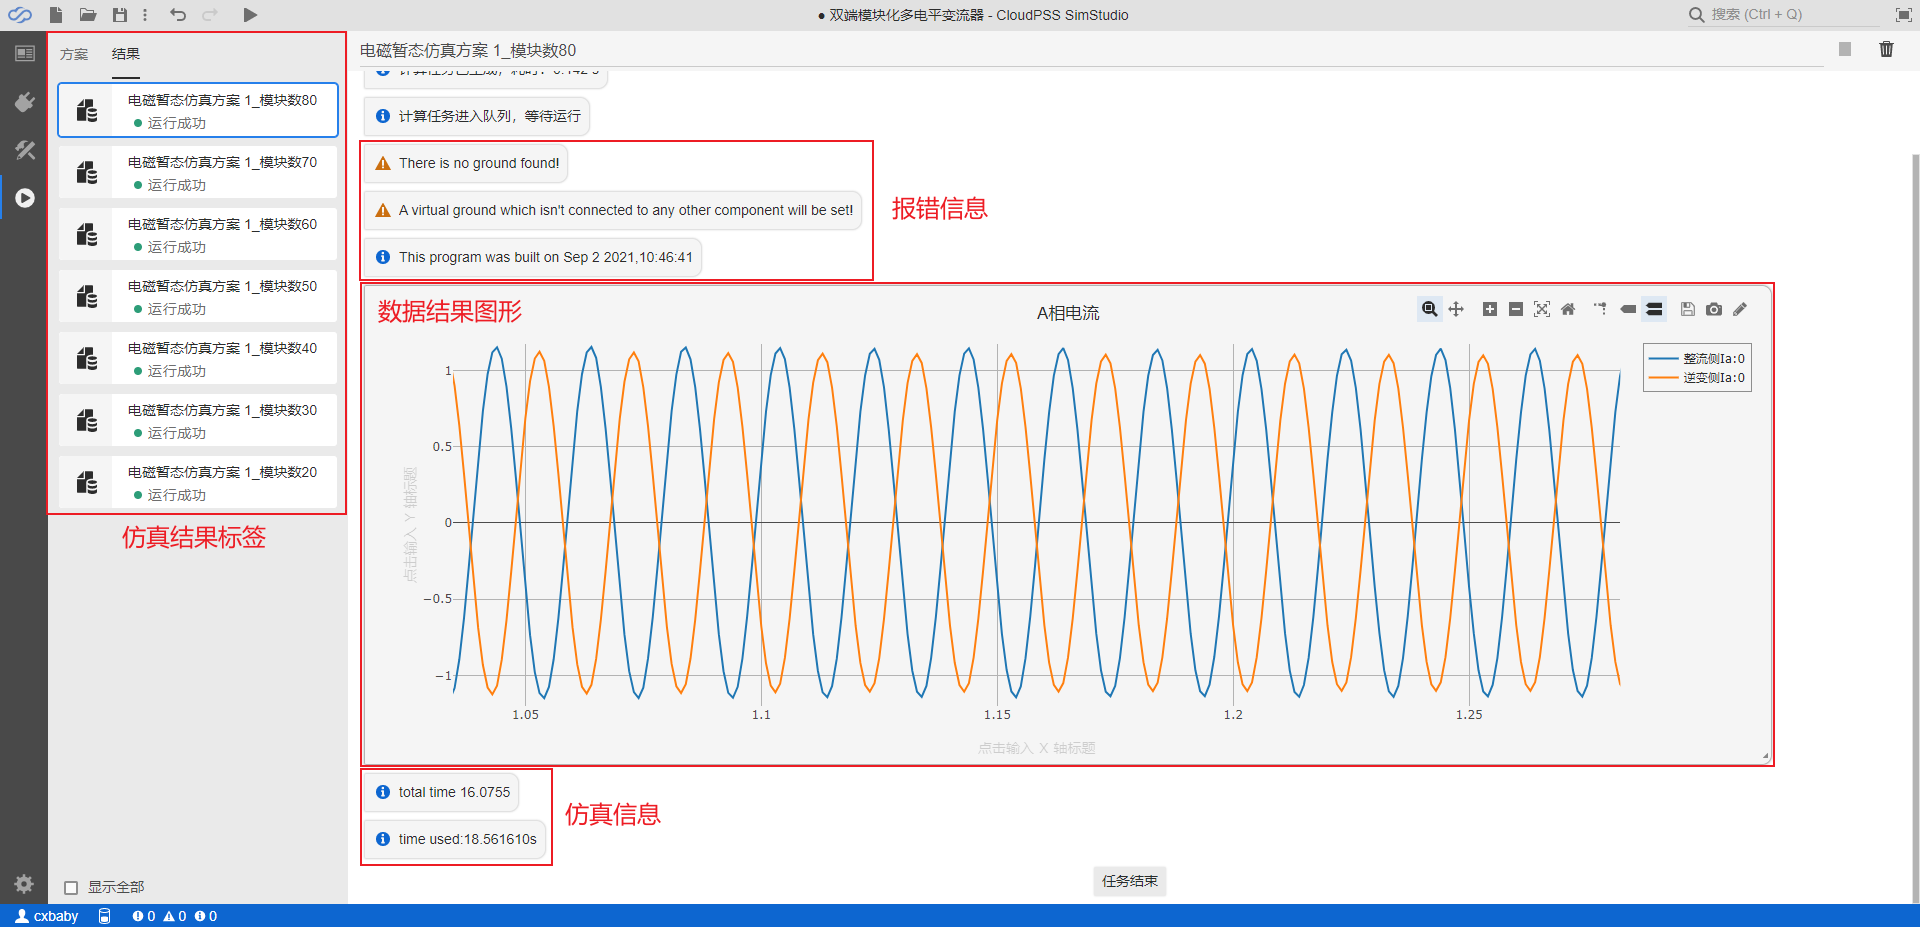 ● 双端模块化多电平变流器 - CloudPSS SimStudio
搜索 (Ctrl + Q)
方案
结果
电磁暂态仿真方案 1_模块数80
运行成功
电磁暂态仿真方案 1_模块数70
运行成功
电磁暂态仿真方案 1_模块数60
运行成功
电磁暂态仿真方案 1_模块数50
运行成功
电磁暂态仿真方案 1_模块数40
运行成功
电磁暂态仿真方案 1_模块数30
运行成功
电磁暂态仿真方案 1_模块数20
运行成功
仿真结果标签
显示全部
电磁暂态仿真方案 1_模块数80
计算任务已生成，耗时：0.142 s
计算任务进入队列，等待运行
There is no ground found!
A virtual ground which isn't connected to any other component will be set!
This program was built on Sep 2 2021,10:46:41
报错信息
数据结果图形
A相电流
整流侧Ia:0
逆变侧Ia:0
1
0.5
0
−0.5
−1
点击输入 Y 轴标题
1.05
1.1
1.15
1.2
1.25
点击输入 X 轴标题
total time 16.0755
time used:18.561610s
仿真信息
任务结束
cxbaby
0
0
0